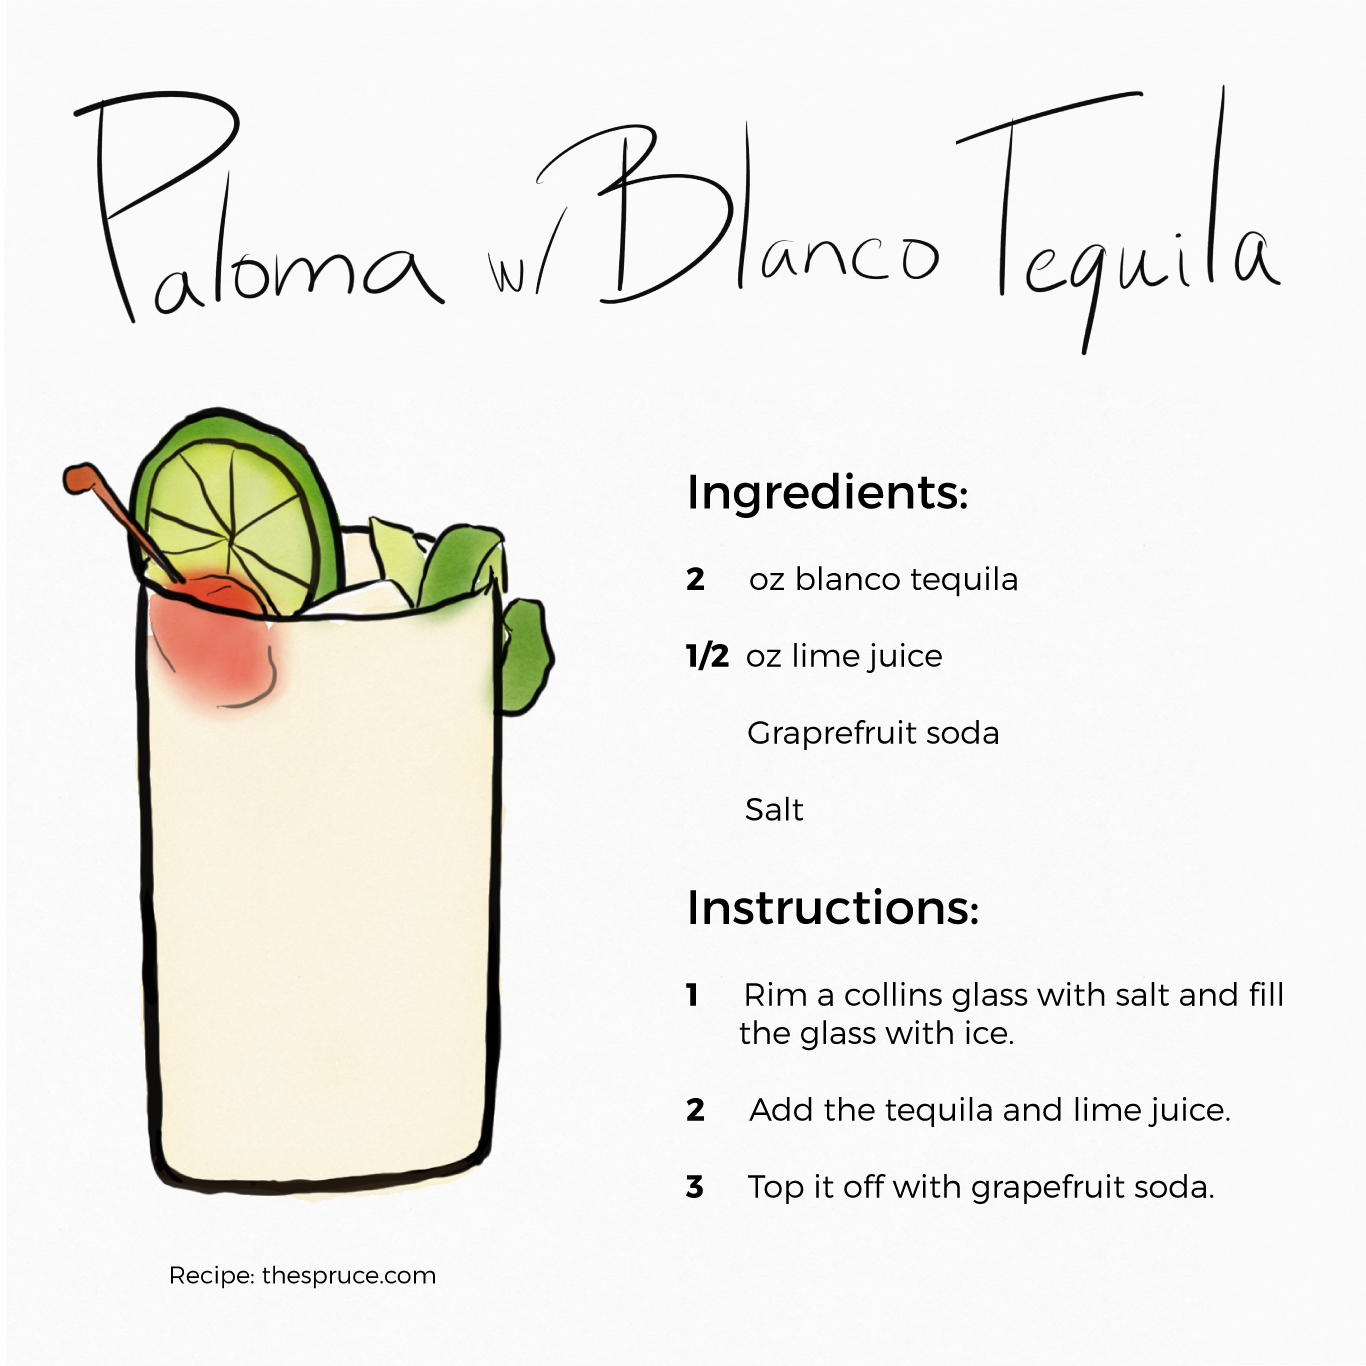 Paloma w/ Blanco Tequila
Ingredients:
2 oz blanco tequila
1/2 oz lime juice
Graprefruit soda
Salt
Instructions:
1 Rim a collins glass with salt and fill
the glass with ice.
2 Add the tequila and lime juice.
3 Top it off with grapefruit soda.
Recipe: thespruce.com